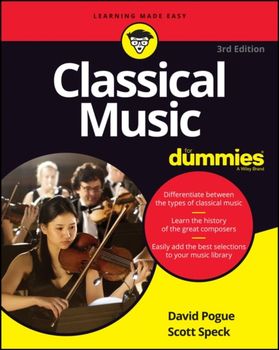 LEARNING MADE EASY
3rd Edition
Classical
Music
for
dummies®
A Wiley Brand
Differentiate between
the types of classical music
Learn the history
of the great composers
Easily add the best selections
to your music library
David Pogue
Scott Speck